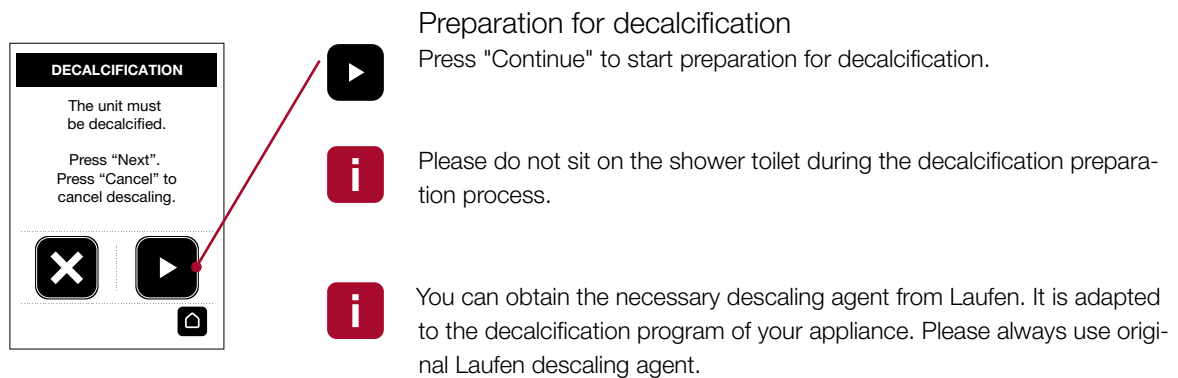 DECALCIFICATION
The unit must
be decalcified.
Press “Next”.
Press “Cancel” to
cancel descaling.
Preparation for decalcification
Press "Continue" to start preparation for decalcification.
i
Please do not sit on the shower toilet during the decalcification prepara-
tion process.
i
You can obtain the necessary descaling agent from Laufen. It is adapted
to the decalcification program of your appliance. Please always use origi-
nal Laufen descaling agent.